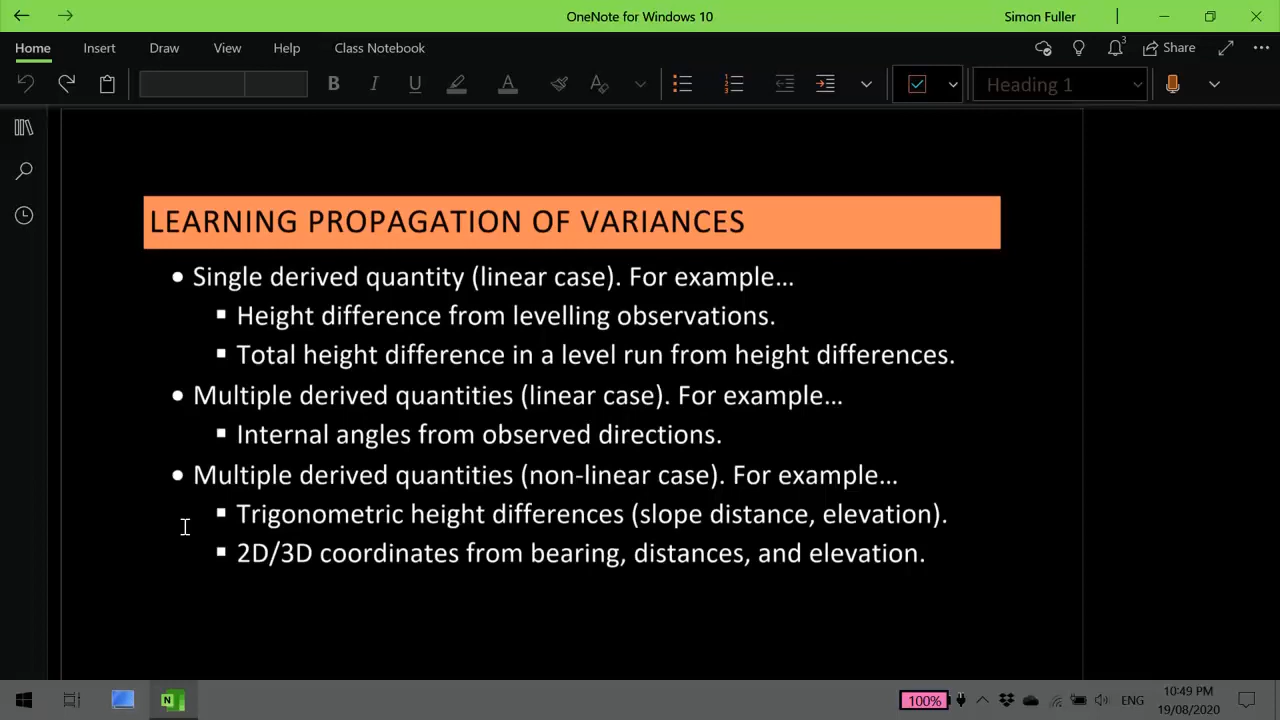 OneNote for Windows 10
Simon Fuller
Home Insert Draw View Help Class Notebook
3
Share
B I U A
Heading 1
LEARNING PROPAGATION OF VARIANCES
• Single derived quantity (linear case). For example…
▪ Height difference from levelling observations.
▪ Total height difference in a level run from height differences.
• Multiple derived quantities (linear case). For example…
▪ Internal angles from observed directions.
• Multiple derived quantities (non-linear case). For example…
▪ Trigonometric height differences (slope distance, elevation).
▪ 2D/3D coordinates from bearing, distances, and elevation.
N
100%
ENG
10:49 PM
19/08/2020